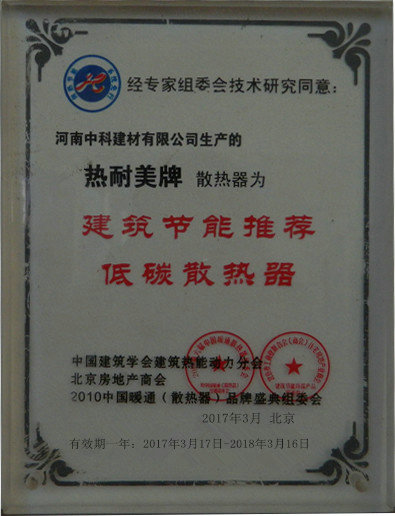 经专家组委会技术研究同意：
河南中科建材有限公司生产的
热耐美牌 散热器为
建筑节能推荐
低碳散热器
中国建筑学会建筑热能动力分会
北京房地产商会
2010中国暖通（散热器）品牌盛典组委会
2017年3月 北京
有效期一年：2017年3月17日-2018年3月16日